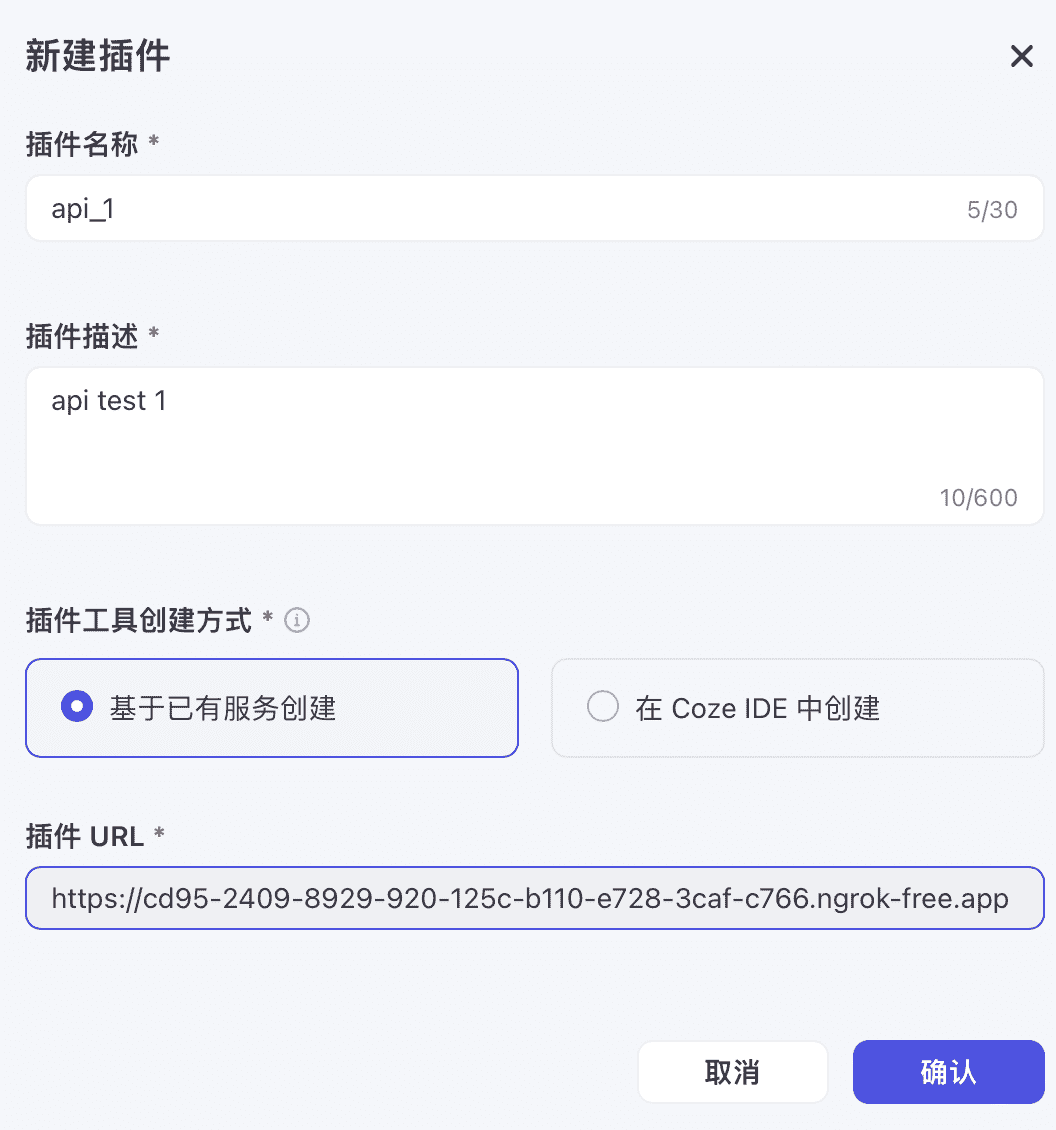 新建插件
插件名称 *
api_1
5/30
插件描述 *
api test 1
10/600
插件工具创建方式 *
基于已有服务创建
在 Coze IDE 中创建
插件 URL *
https://cd95-2409-8929-920-125c-b110-e728-3caf-c766.ngrok-free.app
取消
确认